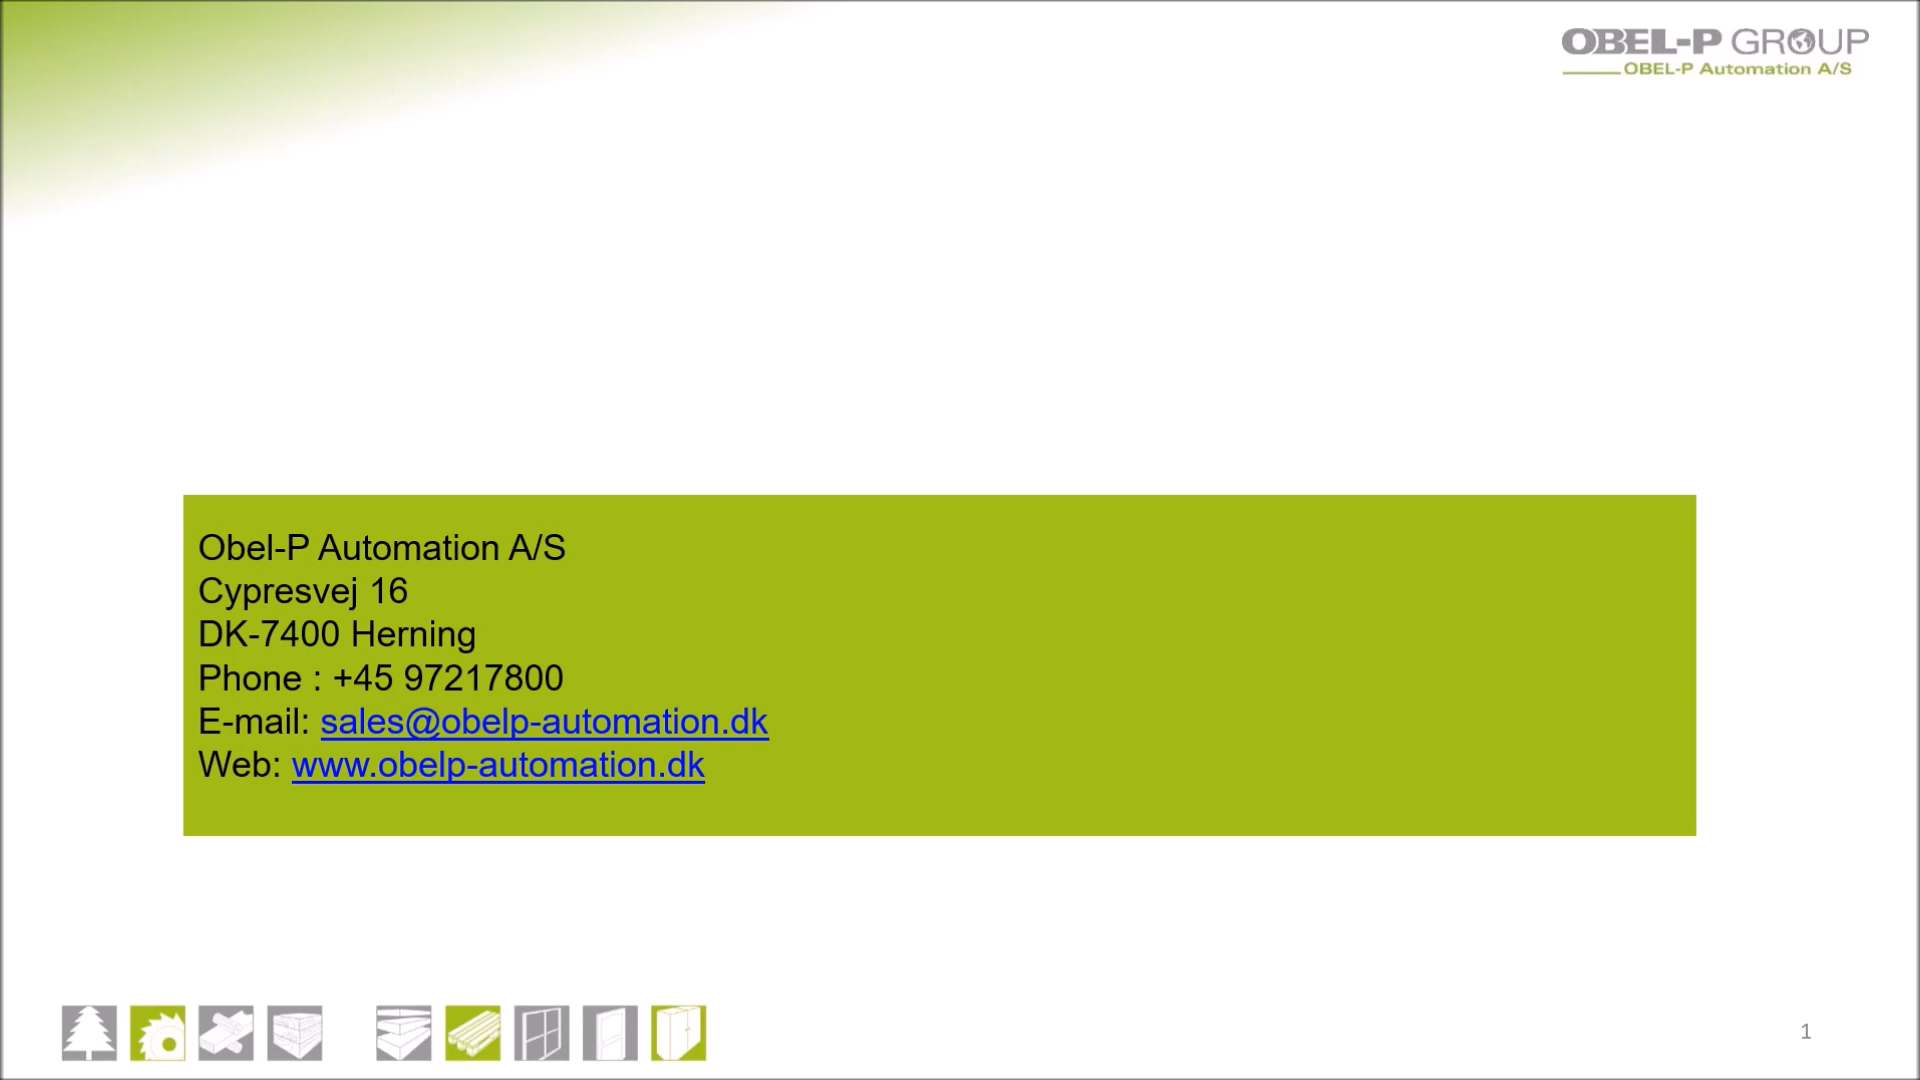 OBEL-P GROUP
OBEL-P Automation A/S
Obel-P Automation A/S
Cypresvej 16
DK-7400 Herning
Phone : +45 97217800
E-mail: sales@obelp-automation.dk
Web: www.obelp-automation.dk
1